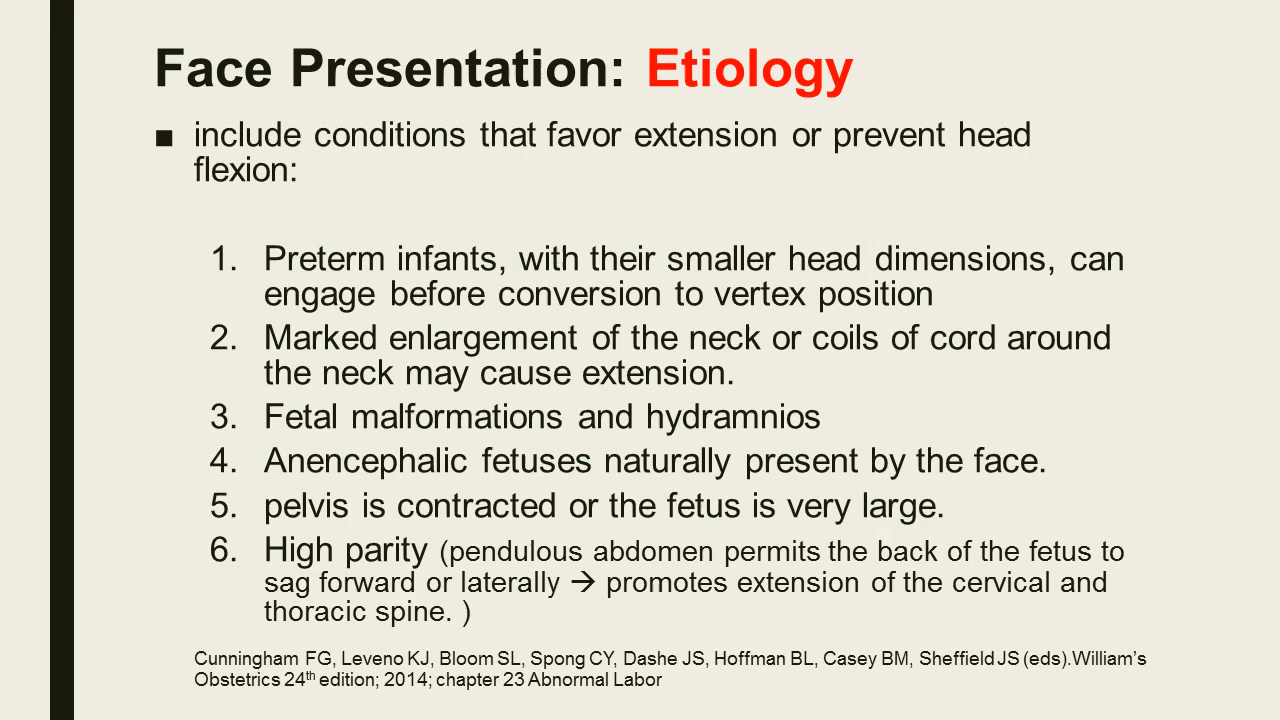 Face Presentation: Etiology
■ include conditions that favor extension or prevent head
flexion:
1. Preterm infants, with their smaller head dimensions, can
engage before conversion to vertex position
2. Marked enlargement of the neck or coils of cord around
the neck may cause extension.
3. Fetal malformations and hydramnios
4. Anencephalic fetuses naturally present by the face.
5. pelvis is contracted or the fetus is very large.
6. High parity (pendulous abdomen permits the back of the fetus to
sag forward or laterally → promotes extension of the cervical and
thoracic spine. )
Cunningham FG, Leveno KJ, Bloom SL, Spong CY, Dashe JS, Hoffman BL, Casey BM, Sheffield JS (eds).William's
Obstetrics 24th edition; 2014; chapter 23 Abnormal Labor